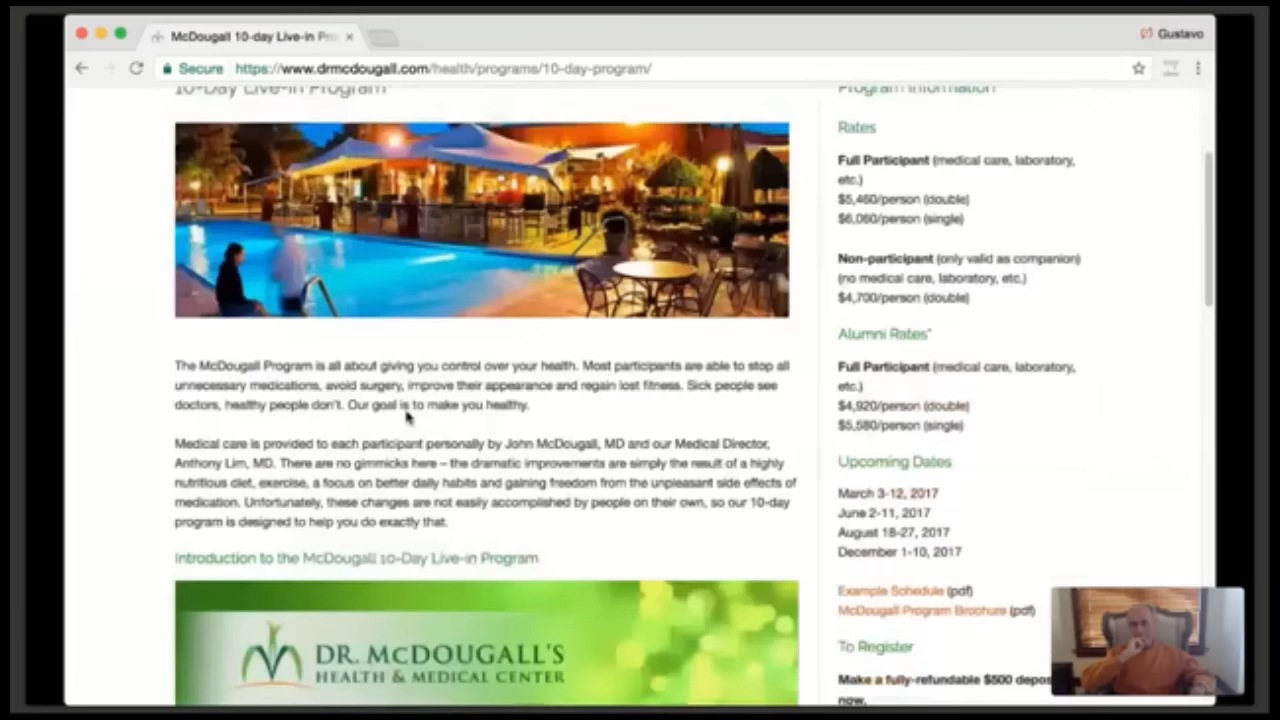 McDougall 10-day Live-in Pro
Gustavo
Secure https://www.drmcdougall.com/health/programs/10-day-program/
10-Day Live-in Program
The McDougall Program is all about giving you control over your health. Most participants are able to stop all
unnecessary medications, avoid surgery, improve their appearance and regain lost fitness. Sick people see
doctors, healthy people don't. Our goal is to make you healthy.
Medical care is provided to each participant personally by John McDougall, MD and our Medical Director,
Anthony Lim, MD. There are no gimmicks here – the dramatic improvements are simply the result of a highly
nutritious diet, exercise, a focus on better daily habits and gaining freedom from the unpleasant side effects of
medication. Unfortunately, these changes are not easily accomplished by people on their own, so our 10-day
program is designed to help you do exactly that.
Introduction to the McDougall 10-Day Live-in Program
DR. MCDOUGALL'S
HEALTH & MEDICAL CENTER
Program Information
Rates
Full Participant (medical care, laboratory,
etc.)
$5,460/person (double)
$6,060/person (single)
Non-participant (only valid as companion)
(no medical care, laboratory, etc.)
$4,700/person (double)
Alumni Rates*
Full Participant (medical care, laboratory,
etc.)
$4,920/person (double)
$5,580/person (single)
Upcoming Dates
March 3-12, 2017
June 2-11, 2017
August 18-27, 2017
December 1-10, 2017
Example Schedule (pdf)
McDougall Program Brochure (pdf)
To Register
Make a fully-refundable $500 depos
now.